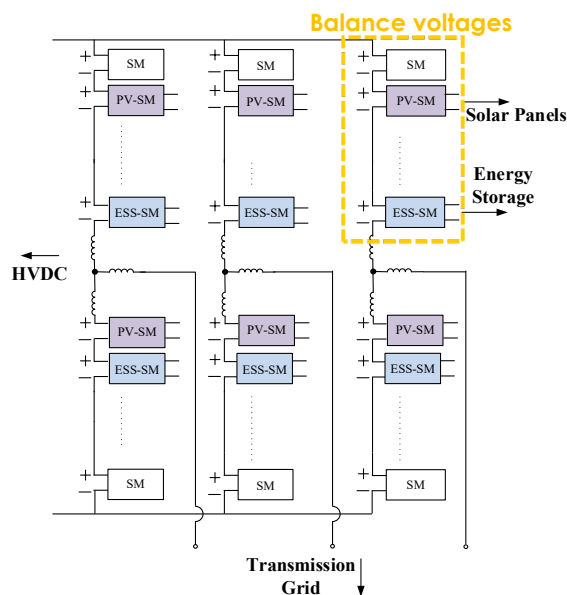 Balance voltages
+ SM + SM + SM
− − −
+ PV-SM + PV-SM + PV-SM
− − −
Solar Panels
Energy
Storage
+ ESS-SM + ESS-SM + ESS-SM
− − −
HVDC
+ PV-SM + PV-SM + PV-SM
− − −
+ ESS-SM + ESS-SM + ESS-SM
− − −
+ SM + SM + SM
− − −
Transmission
Grid